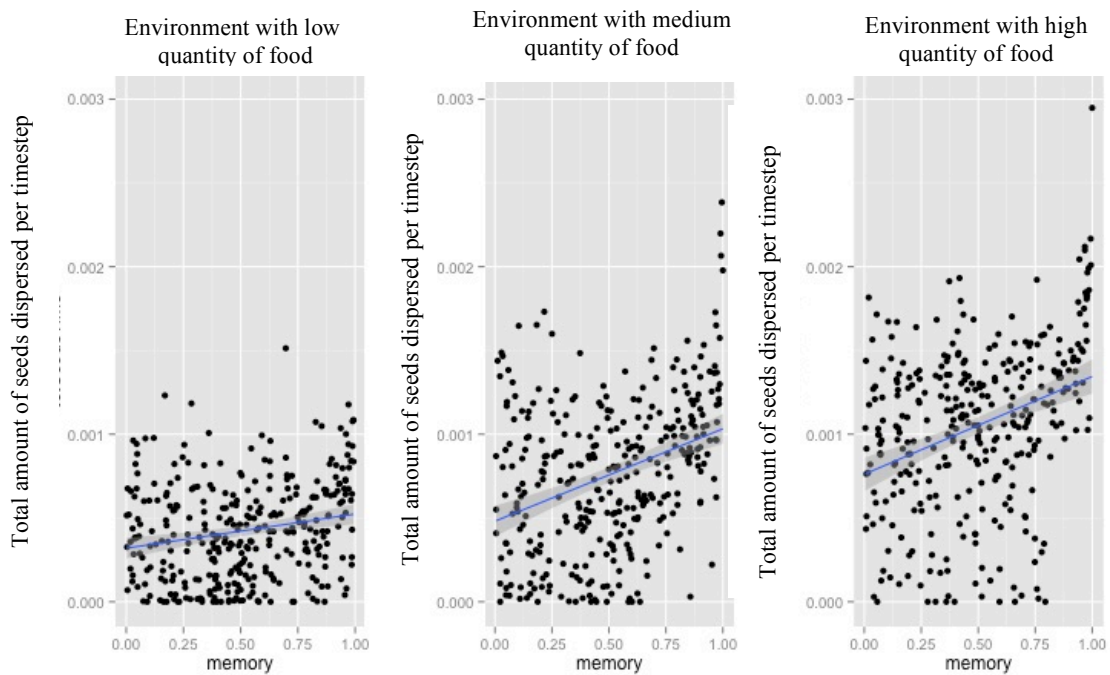 Environment with low
quantity of food
Total amount of seeds dispersed per timestep
0.003
0.002
0.001
0.000
0.00 0.25 0.50 0.75 1.00
memory
Environment with medium
quantity of food
Total amount of seeds dispersed per timestep
0.003
0.002
0.001
0.000
0.00 0.25 0.50 0.75 1.00
memory
Environment with high
quantity of food
Total amount of seeds dispersed per timestep
0.003
0.002
0.001
0.000
0.00 0.25 0.50 0.75 1.00
memory